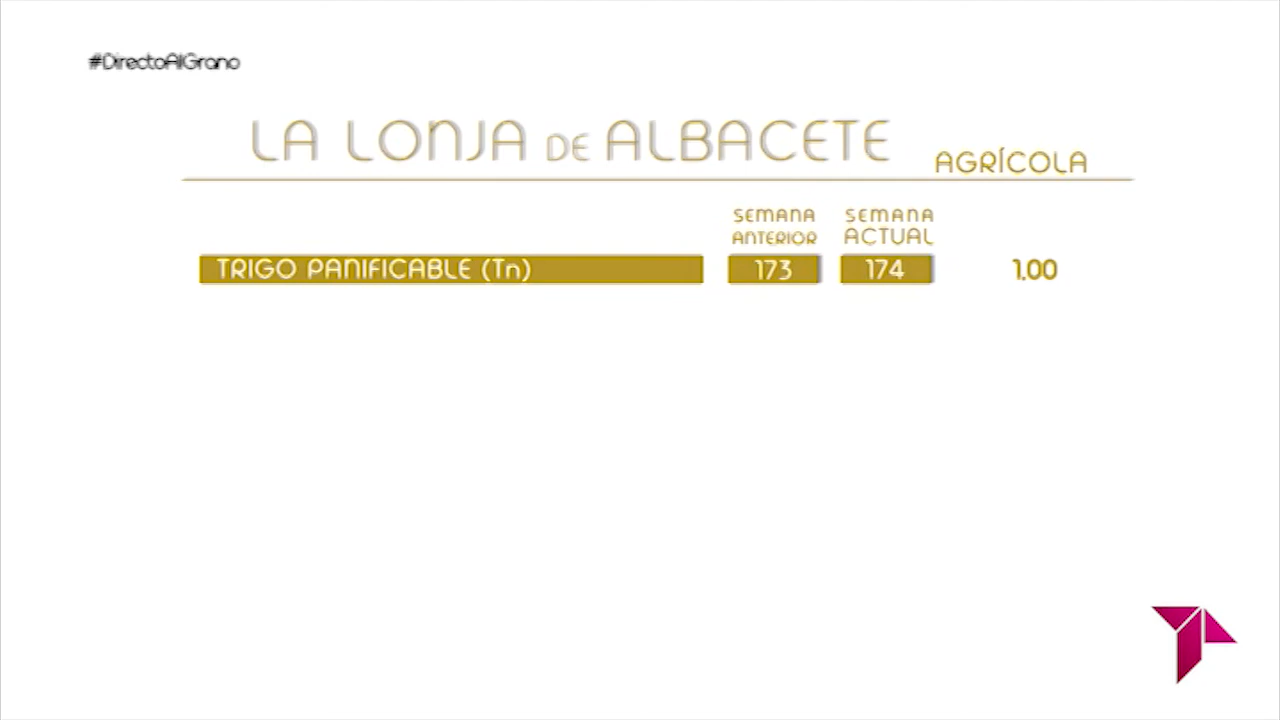 #DirectoAlGrano
LA LONJA DE ALBACETE AGRÍCOLA
SEMANA ANTERIOR SEMANA ACTUAL
TRIGO PANIFICABLE (Tn) 173 174 1,00